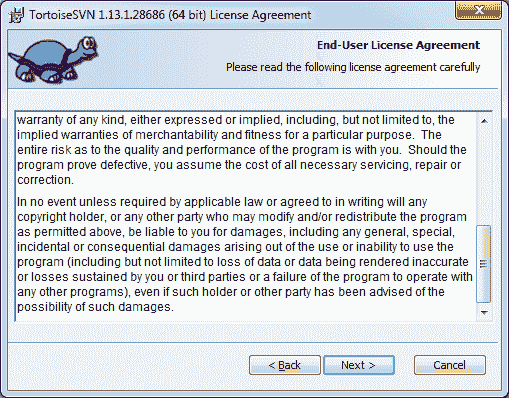 TortoiseSVN 1.13.1.28686 (64 bit) License Agreement
End-User License Agreement
Please read the following license agreement carefully
warranty of any kind, either expressed or implied, including, but not limited to, the
implied warranties of merchantability and fitness for a particular purpose.  The
entire risk as to the quality and performance of the program is with you.  Should the
program prove defective, you assume the cost of all necessary servicing, repair or
correction.
In no event unless required by applicable law or agreed to in writing will any
copyright holder, or any other party who may modify and/or redistribute the program
as permitted above, be liable to you for damages, including any general, special,
incidental or consequential damages arising out of the use or inability to use the
program (including but not limited to loss of data or data being rendered inaccurate
or losses sustained by you or third parties or a failure of the program to operate with
any other programs), even if such holder or other party has been advised of the
possibility of such damages.
< Back Next > Cancel